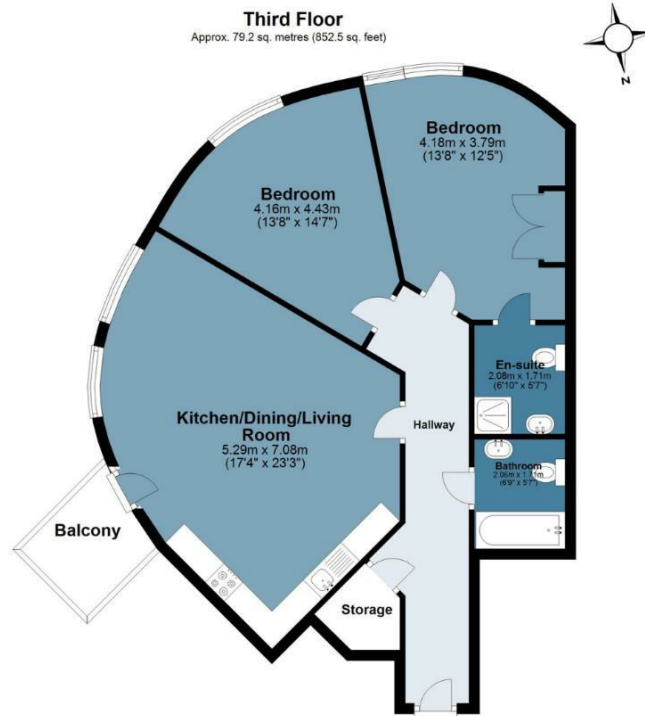 Third Floor
Approx. 79.2 sq. metres (852.5 sq. feet)
N
Bedroom
4.18m x 3.79m
(13'8" x 12'5")
Bedroom
4.16m x 4.43m
(13'8" x 14'7")
En-suite
2.08m x 1.71m
(6'10" x 5'7")
Kitchen/Dining/Living
Room
5.29m x 7.08m
(17'4" x 23'3")
Hallway
Bathroom
2.06m x 1.71m
(6'9" x 5'7")
Balcony
Storage